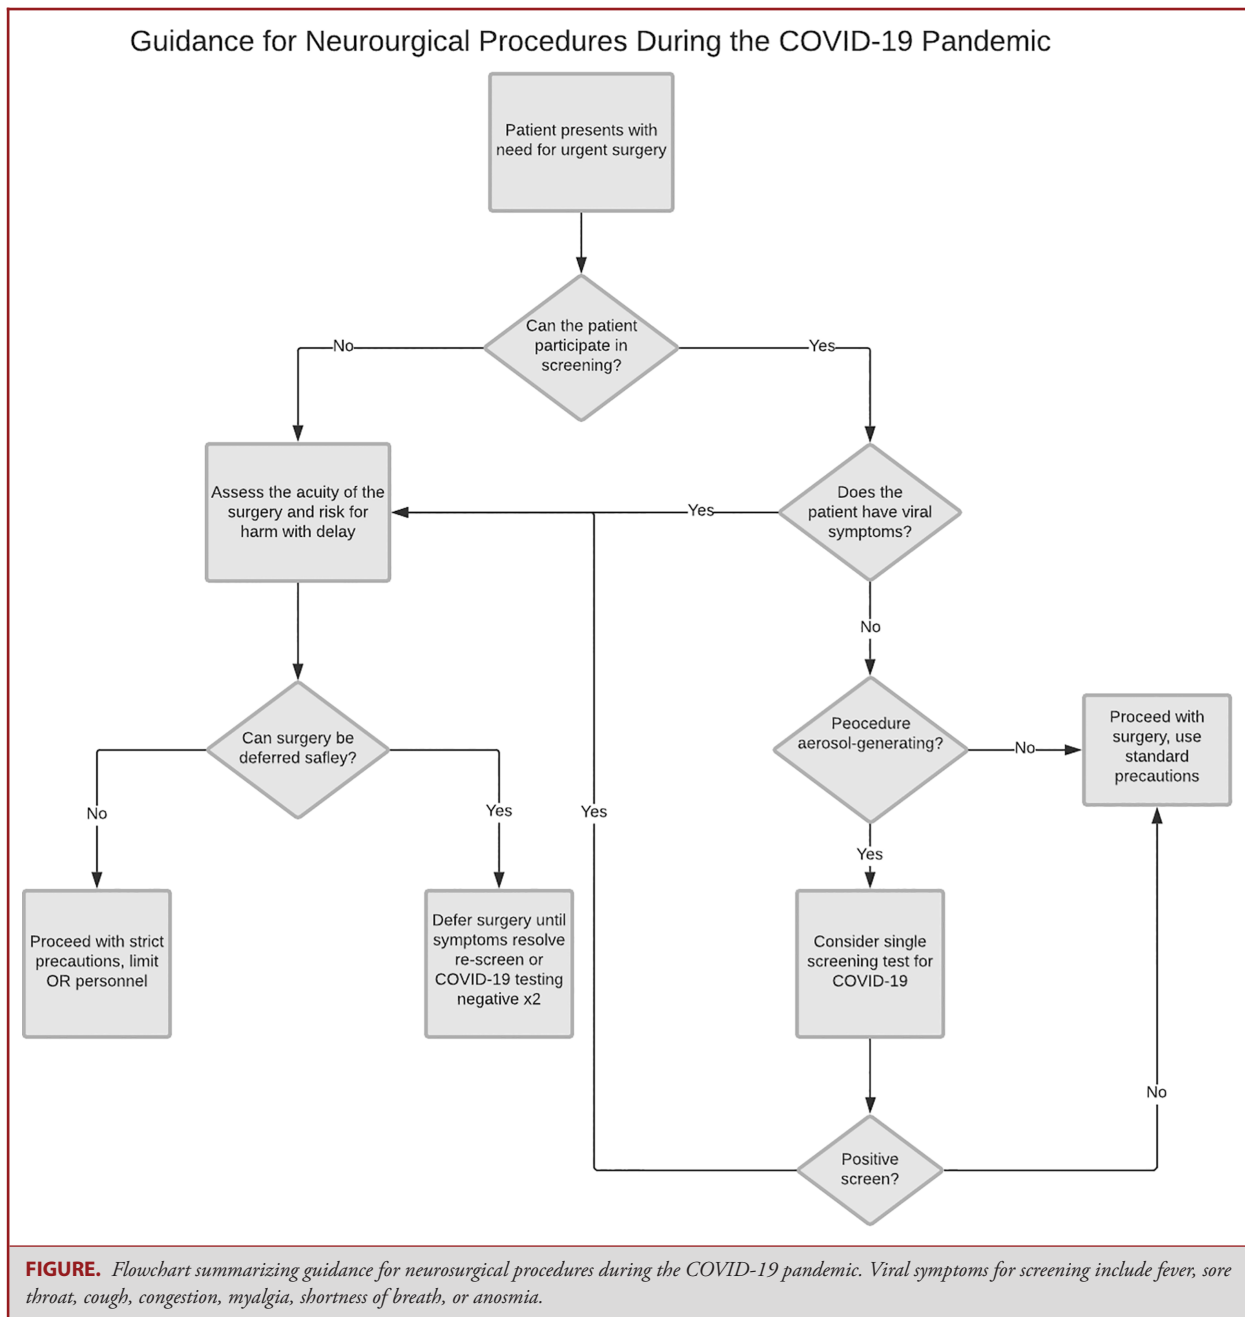 Guidance for Neurourgical Procedures During the COVID-19 Pandemic
Patient presents with
need for urgent surgery
Can the patient
participate in
screening?
No
Yes
Assess the acuity of the
surgery and risk for
harm with delay
Yes
Does the
patient have viral
symptoms?
No
Can surgery be
deferred safley?
Peocedure
aerosol-generating?
No
Proceed with
surgery, use
standard
precautions
No
Yes
Yes
Yes
Proceed with strict
precautions, limit
OR personnel
Defer surgery until
symptoms resolve
re-screen or
COVID-19 testing
negative x2
Consider single
screening test for
COVID-19
No
Positive
screen?
FIGURE. Flowchart summarizing guidance for neurosurgical procedures during the COVID-19 pandemic. Viral symptoms for screening include fever, sore
throat, cough, congestion, myalgia, shortness of breath, or anosmia.